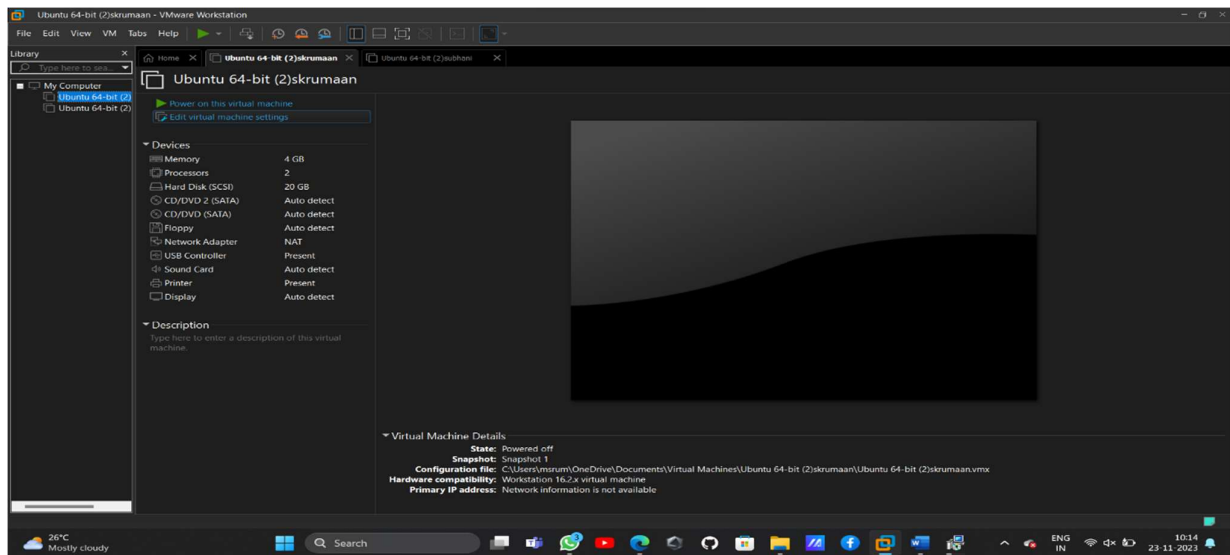 Ubuntu 64-bit (2)skrumaan - VMware Workstation
File Edit View VM Tabs Help
Library
Home Ubuntu 64-bit (2)skrumaan Ubuntu 64-bit (2)subhani
Type here to sea...
My Computer
Ubuntu 64-bit (2)
Ubuntu 64-bit (2)
Ubuntu 64-bit (2)skrumaan
Power on this virtual machine
Edit virtual machine settings
Devices
Memory 4 GB
Processors 2
Hard Disk (SCSI) 20 GB
CD/DVD 2 (SATA) Auto detect
CD/DVD (SATA) Auto detect
Floppy Auto detect
Network Adapter NAT
USB Controller Present
Sound Card Auto detect
Printer Present
Display Auto detect
Description
Type here to enter a description of this virtual
machine.
Virtual Machine Details
State: Powered off
Snapshot: Snapshot 1
Configuration file: C:\Users\msrum\OneDrive\Documents\Virtual Machines\Ubuntu 64-bit (2)skrumaan\Ubuntu 64-bit (2)skrumaan.vmx
Hardware compatibility: Workstation 16.2.x virtual machine
Primary IP address: Network information is not available
26°C
Mostly cloudy
Search
ENG
IN
10:14
23-11-2023